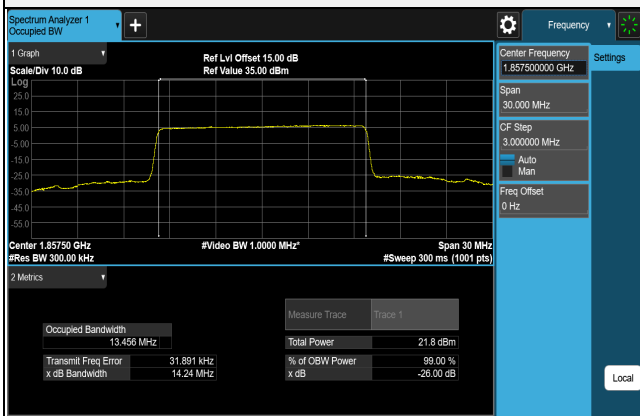 Spectrum Analyzer 1
Occupied BW
Frequency
1 Graph
Scale/Div 10.0 dB
Ref Lvl Offset 15.00 dB
Ref Value 35.00 dBm
Log
25.0
15.0
5.00
-5.00
-15.0
-25.0
-35.0
-45.0
-55.0
Center 1.85750 GHz
#Res BW 300.00 kHz
#Video BW 1.0000 MHz*
Span 30 MHz
#Sweep 300 ms (1001 pts)
2 Metrics
Measure Trace Trace 1
Occupied Bandwidth
13.456 MHz
Total Power 21.8 dBm
Transmit Freq Error 31.891 kHz
% of OBW Power 99.00 %
x dB Bandwidth 14.24 MHz
x dB -26.00 dB
Center Frequency
1.857500000 GHz
Settings
Span
30.000 MHz
CF Step
3.000000 MHz
Auto
Man
Freq Offset
0 Hz
Local